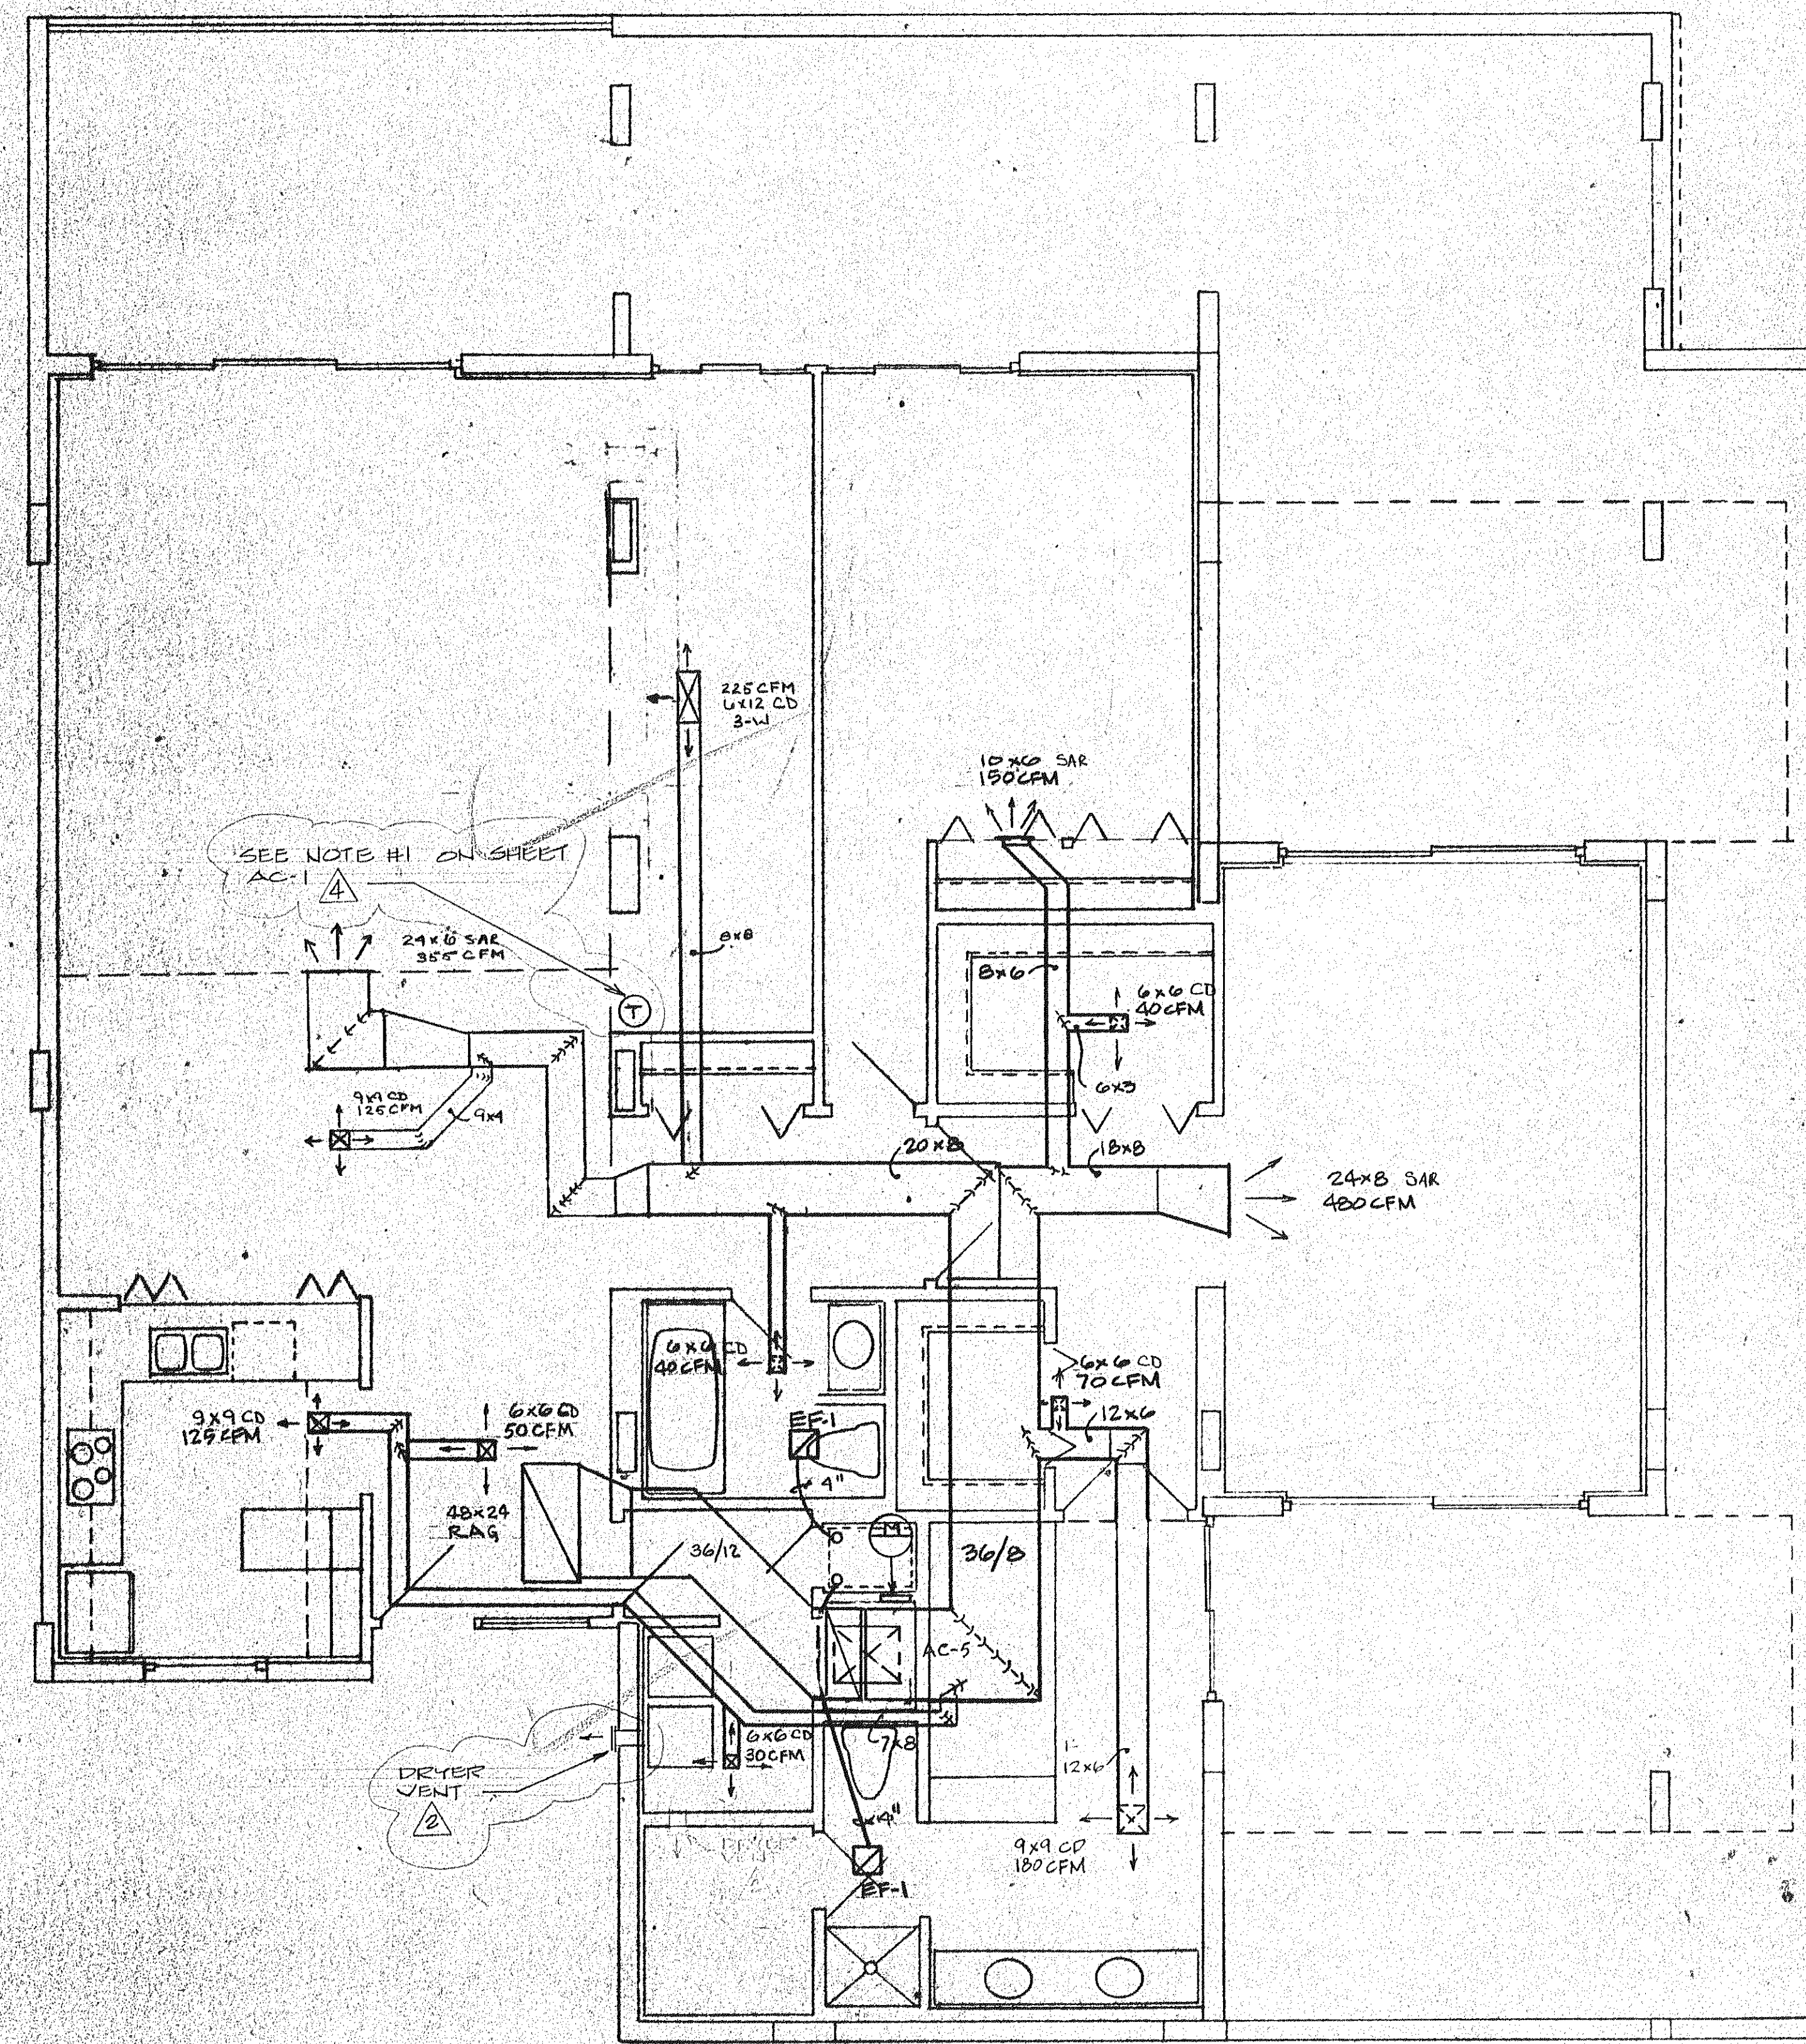 225 CFM
6x12 CD
3-W
10x6 SAR
150 CFM
SEE NOTE #1 ON SHEET
AC-1 4
24x6 SAR
355 CFM
T
8x8
8x6
6x6 CD
40 CFM
6x3
9x9 CD
125 CFM
9x4
20x8
18x8
24x8 SAR
480 CFM
6x6 CD
40 CFM
6x6 CD
70 CFM
12x6
9x9 CD
125 CFM
6x6 CD
50 CFM
EF-1
4"
48x24
RAG
36/12
M
36/8
AC-5
7x8
6x6 CD
30 CFM
DRYER
VENT
2
12x6
4"
9x9 CD
180 CFM
EF-1